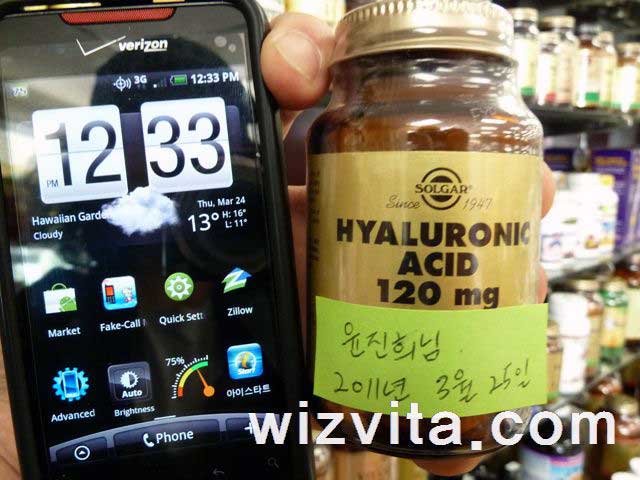 verizon
3G 12:33 PM
12 33
PM
Hawaiian Garde
Cloudy
Thu, Mar 24
13° H: 16°
L: 11°
Market
Fake-Call
Quick Sett
Zillow
75%
Advanced
Auto
Brightness
Start
아이스타트
Phone
SOLGAR
Since 1947
HYALURONIC
ACID
120 mg
윤진희님
2011년 3월 25일
wizvita.com